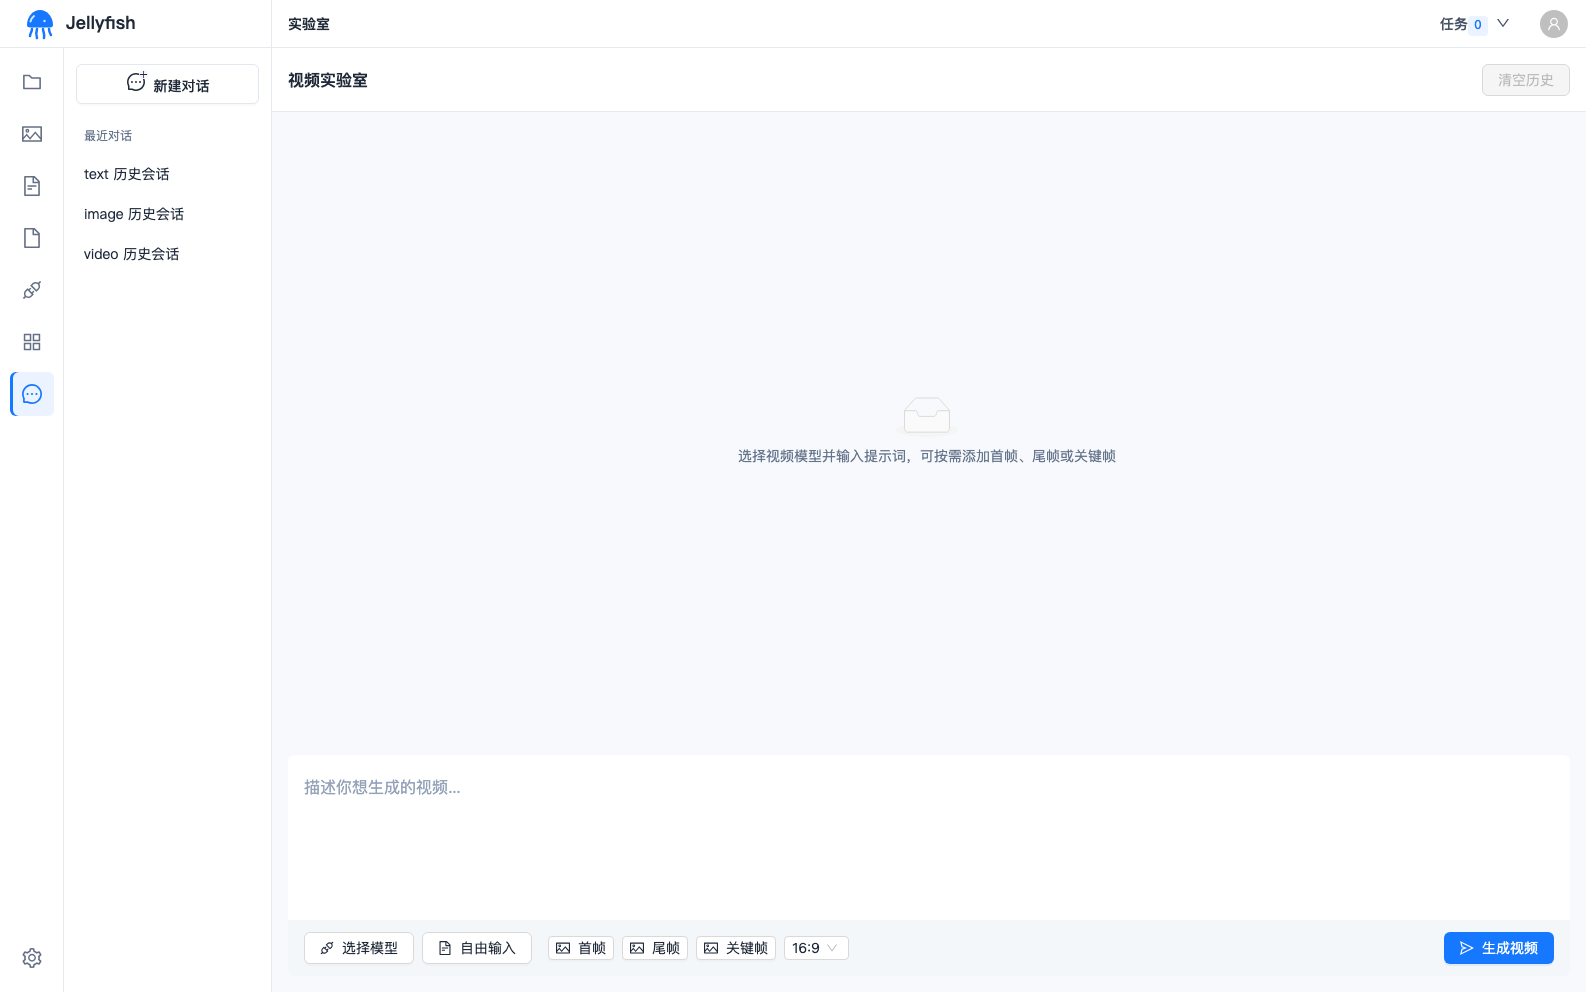 Jellyfish
实验室
任务 0
新建对话
最近对话
text 历史会话
image 历史会话
video 历史会话
视频实验室
清空历史
选择视频模型并输入提示词，可按需添加首帧、尾帧或关键帧
描述你想生成的视频...
选择模型
自由输入
首帧
尾帧
关键帧
16:9
生成视频